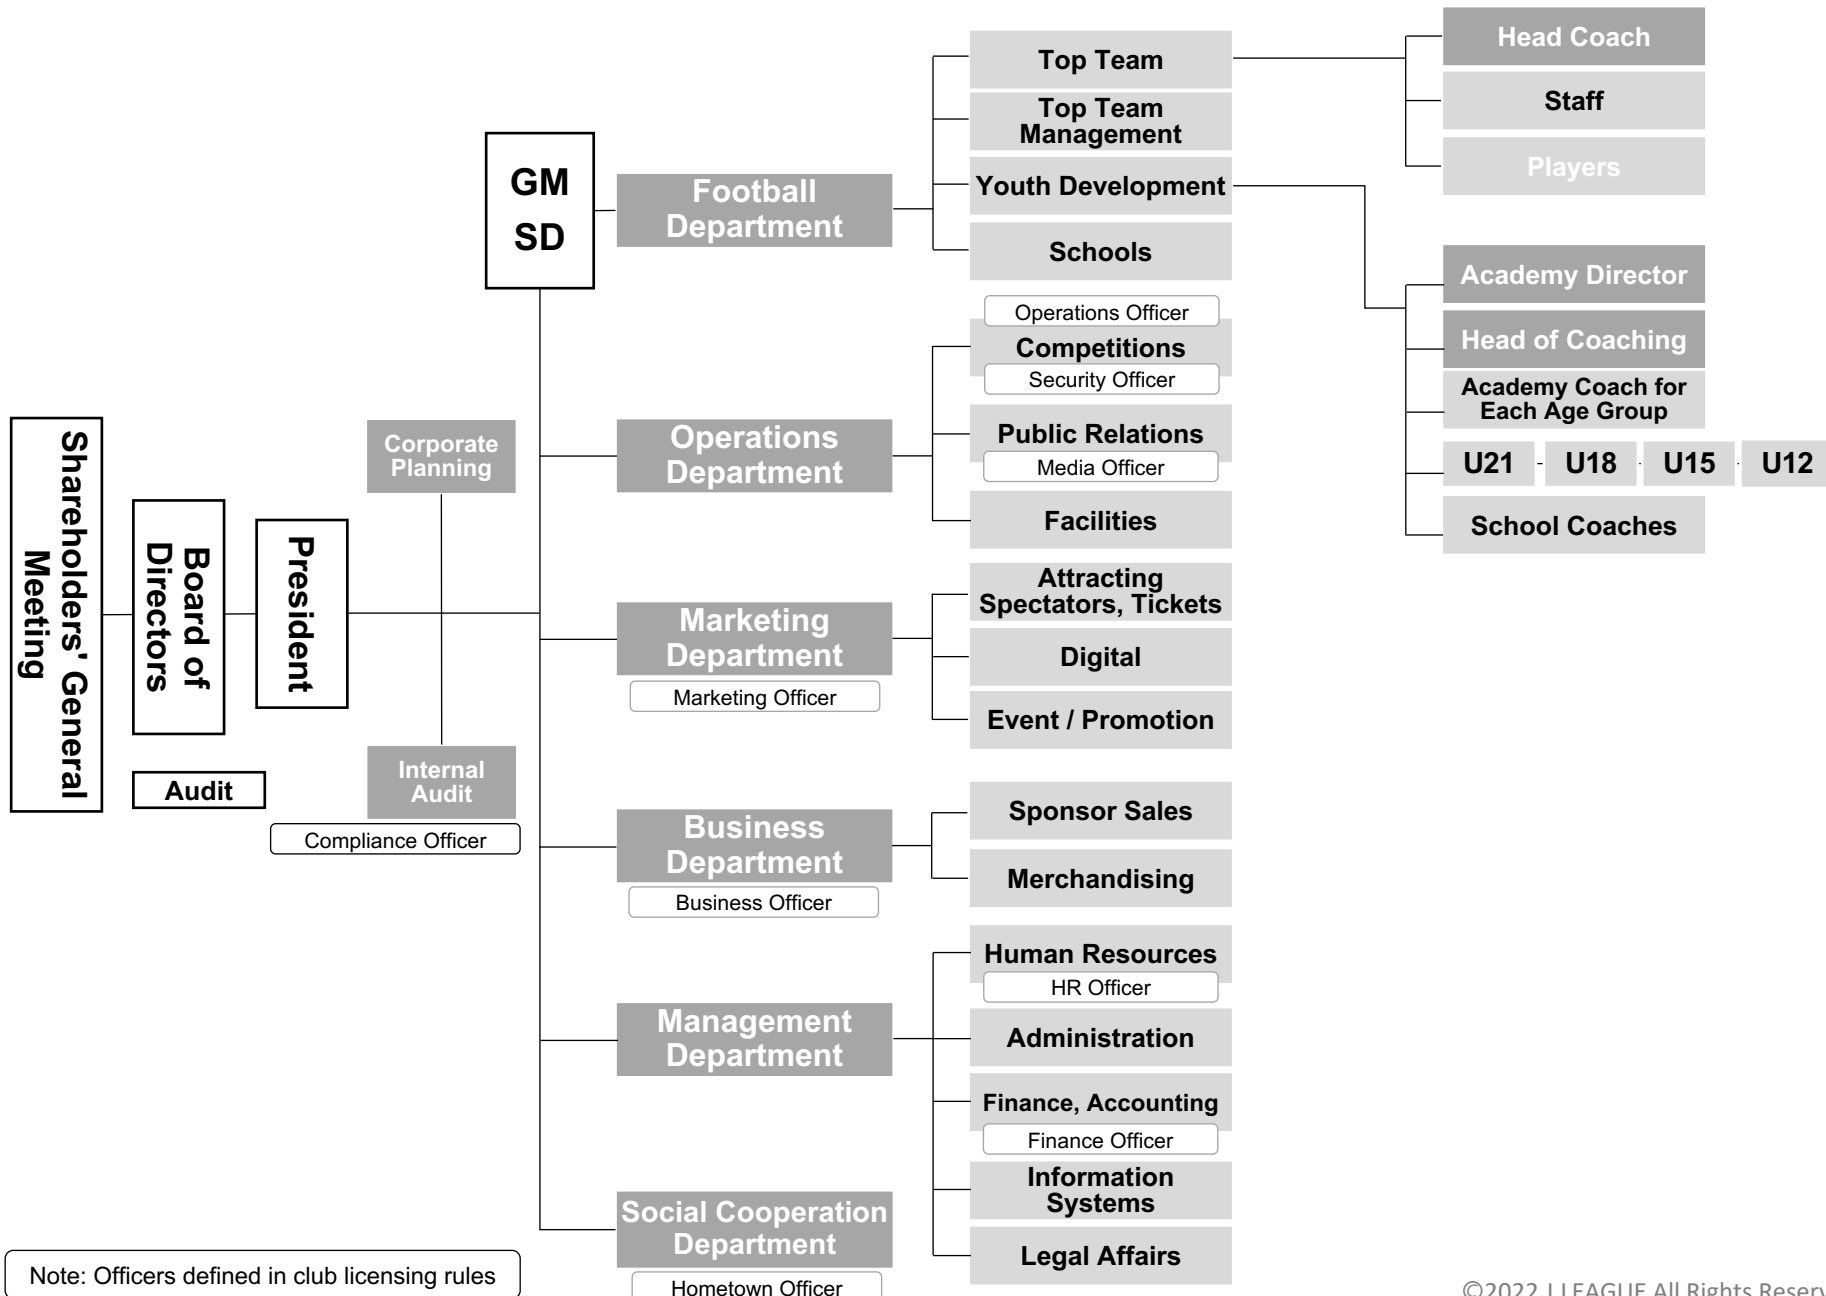 Shareholders' General
Meeting
Board of
Directors
Audit
President
Corporate
Planning
Internal
Audit
Compliance Officer
GM
SD
Football
Department
Top Team
Top Team
Management
Youth Development
Schools
Head Coach
Staff
Players
Academy Director
Head of Coaching
Academy Coach for
Each Age Group
U21 - U18 · U15 · U12
School Coaches
Operations
Department
Operations Officer
Competitions
Security Officer
Public Relations
Media Officer
Facilities
Marketing
Department
Marketing Officer
Attracting
Spectators, Tickets
Digital
Event / Promotion
Business
Department
Business Officer
Sponsor Sales
Merchandising
Management
Department
Human Resources
HR Officer
Administration
Finance, Accounting
Finance Officer
Information
Systems
Legal Affairs
Social Cooperation
Department
Hometown Officer
Note: Officers defined in club licensing rules
©2022 J.LEAGUE All Rights Reserv